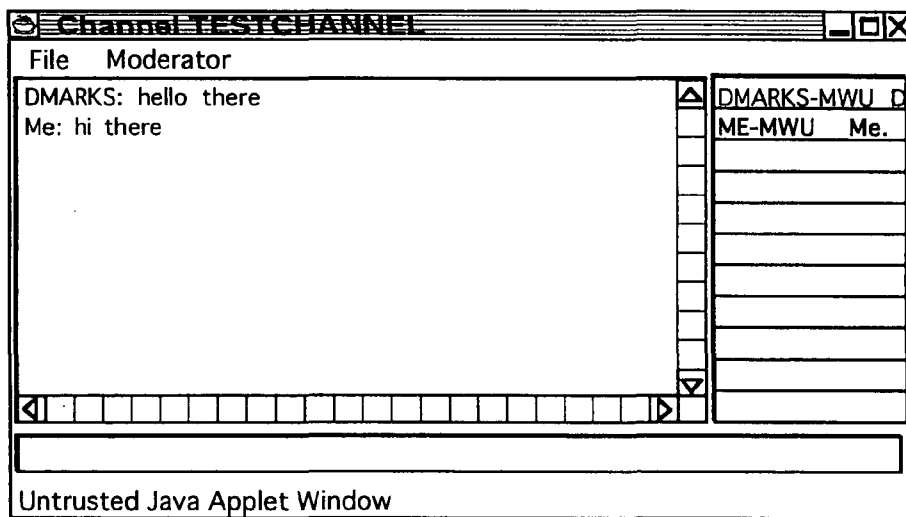 Channel TESTCHANNEL
File Moderator
DMARKS: hello there
Me: hi there
DMARKS-MWU D
ME-MWU Me.
Untrusted Java Applet Window